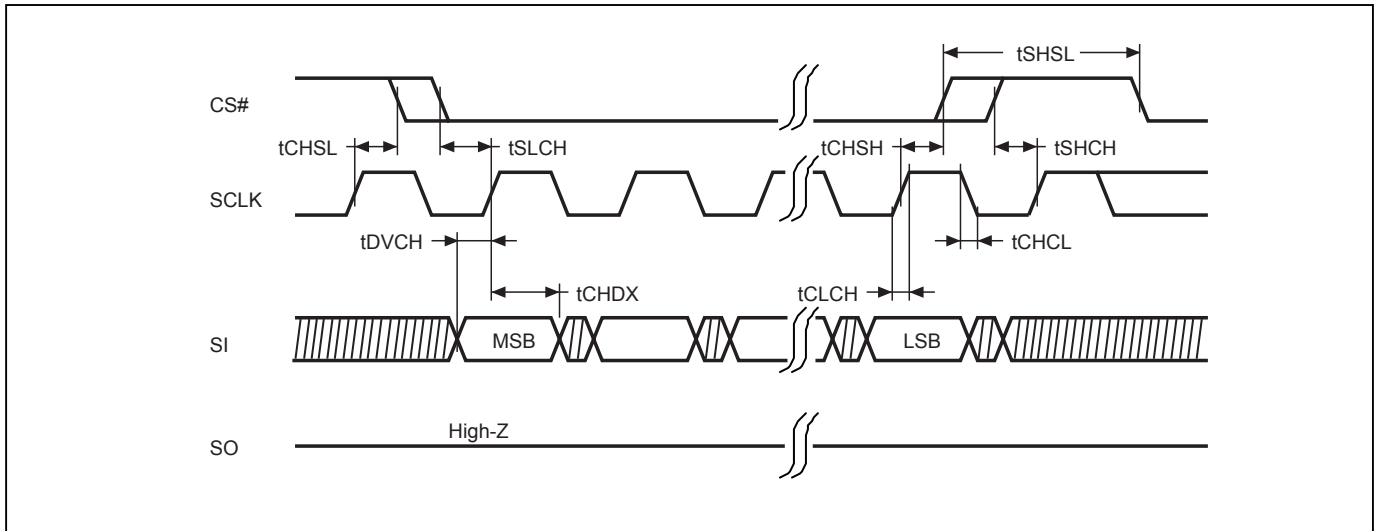 tSHSL
CS#
tCHSL
tSLCH
tCHSH
tSHCH
SCLK
tDVCH
tCHCL
tCHDX
tCLCH
SI
MSB
LSB
High-Z
SO